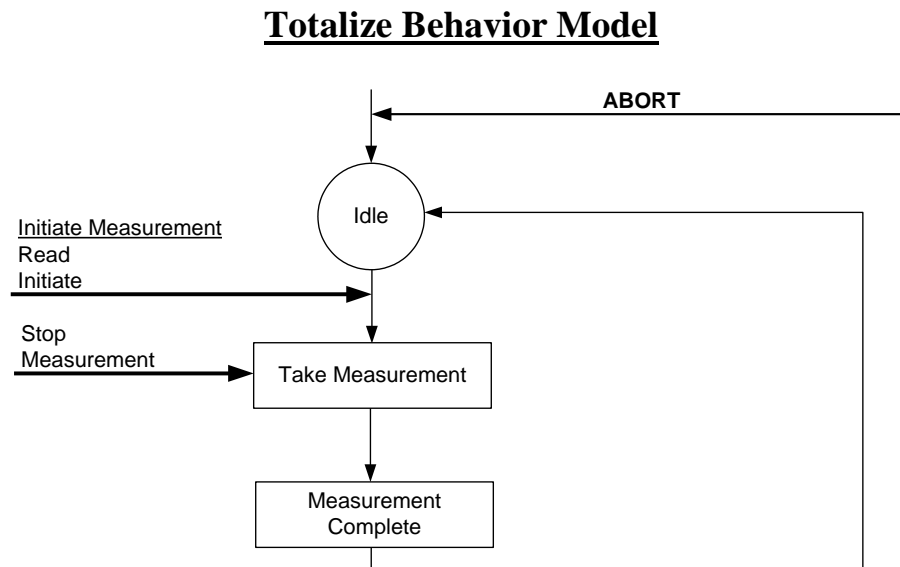 Totalize Behavior Model
ABORT
Idle
Initiate Measurement
Read
Initiate
Stop
Measurement
Take Measurement
Measurement
Complete